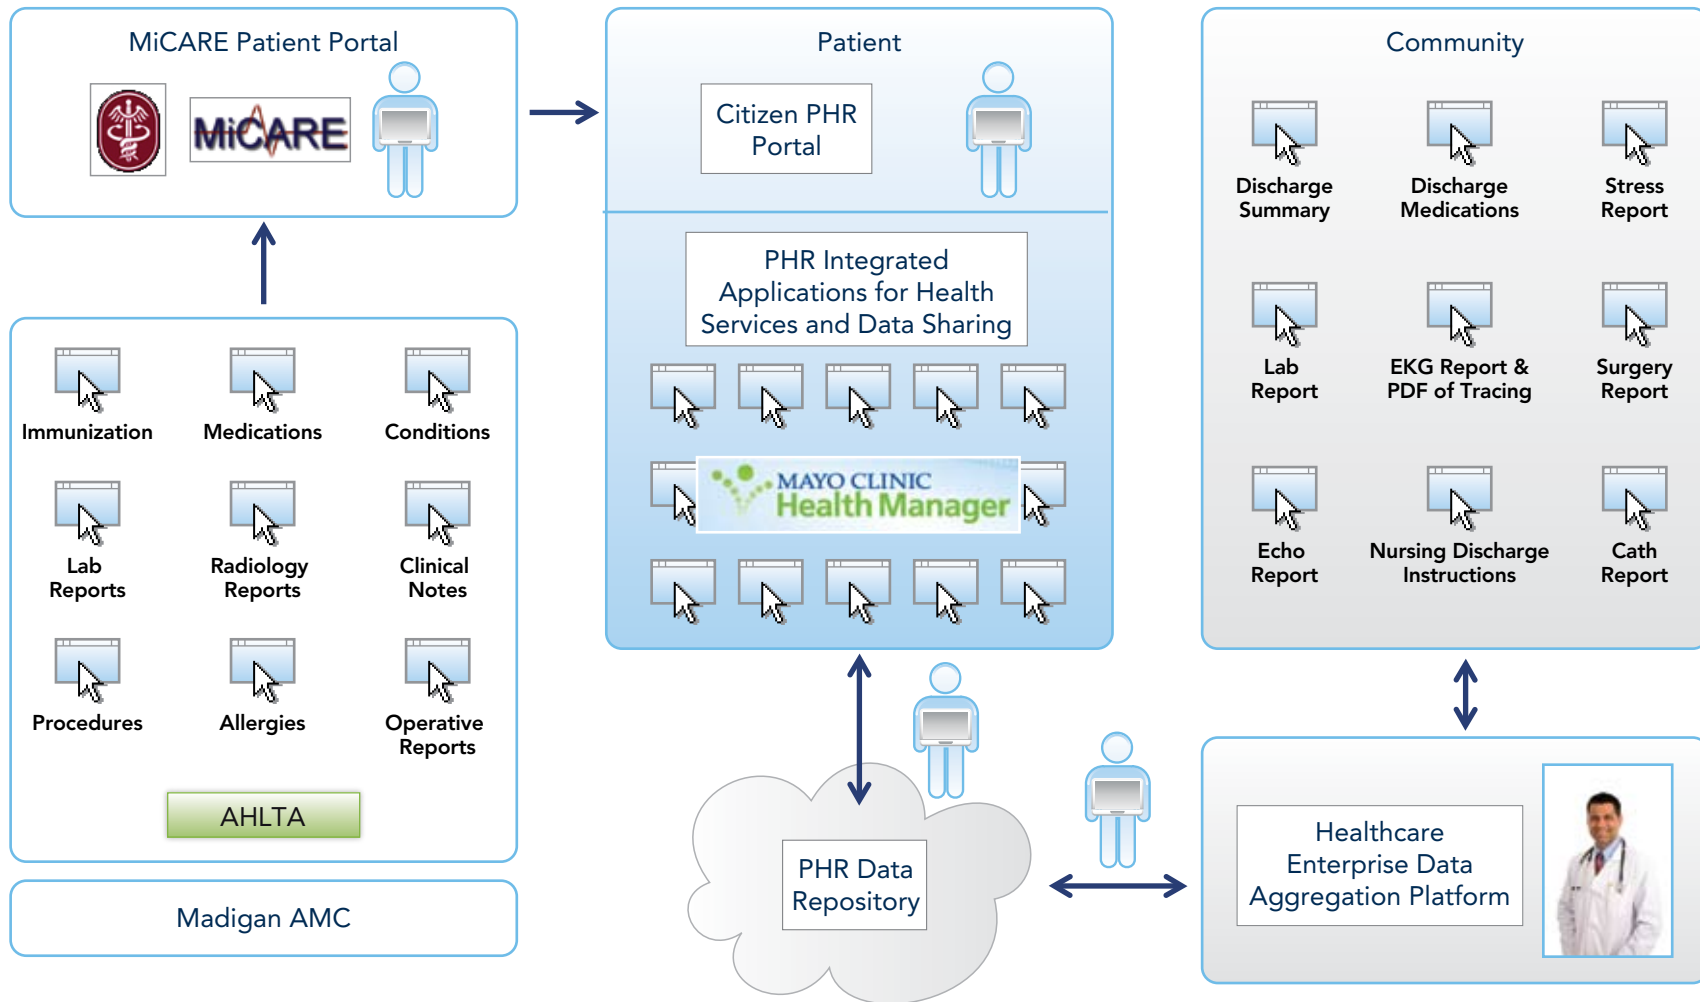 MiCARE Patient Portal
MiCARE
Immunization
Medications
Conditions
Lab
Reports
Radiology
Reports
Clinical
Notes
Procedures
Allergies
Operative
Reports
AHLTA
Madigan AMC
Patient
Citizen PHR
Portal
PHR Integrated
Applications for Health
Services and Data Sharing
MAYO CLINIC
Health Manager
PHR Data
Repository
Community
Discharge
Summary
Discharge
Medications
Stress
Report
Lab
Report
EKG Report &
PDF of Tracing
Surgery
Report
Echo
Report
Nursing Discharge
Instructions
Cath
Report
Healthcare
Enterprise Data
Aggregation Platform